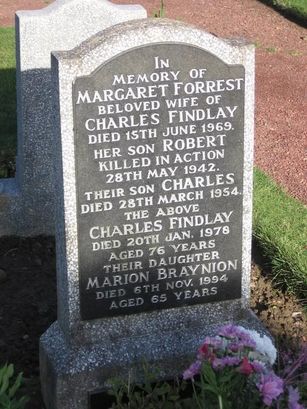 IN
MEMORY OF
MARGARET FORREST
BELOVED WIFE OF
CHARLES FINDLAY
DIED 15TH JUNE 1969.
HER SON ROBERT
KILLED IN ACTION
28TH MAY 1942.
THEIR SON CHARLES
DIED 28TH MARCH 1954.
THE ABOVE
CHARLES FINDLAY
DIED 20TH JAN. 1978
AGED 76 YEARS
THEIR DAUGHTER
MARION BRAYNION
DIED 6TH NOV. 1994
AGED 65 YEARS